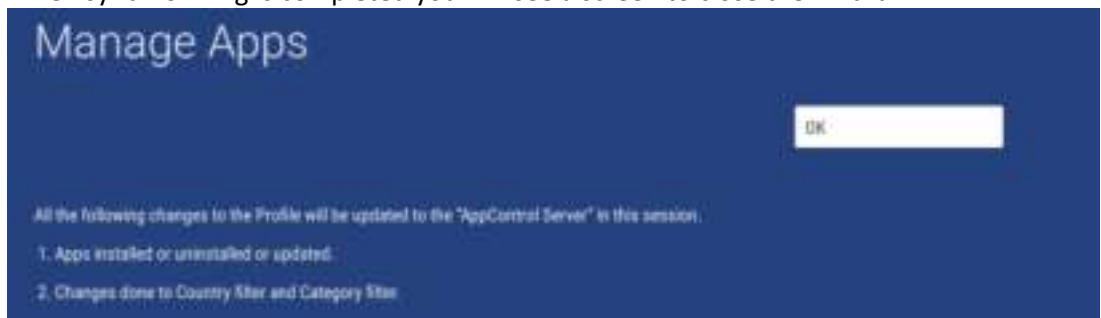 Manage Apps
OK
All the following changes to the Profile will be updated to the "AppControl Server" in this session.
1. Apps installed or uninstalled or updated.
2. Changes done to Country filter and Category filter.